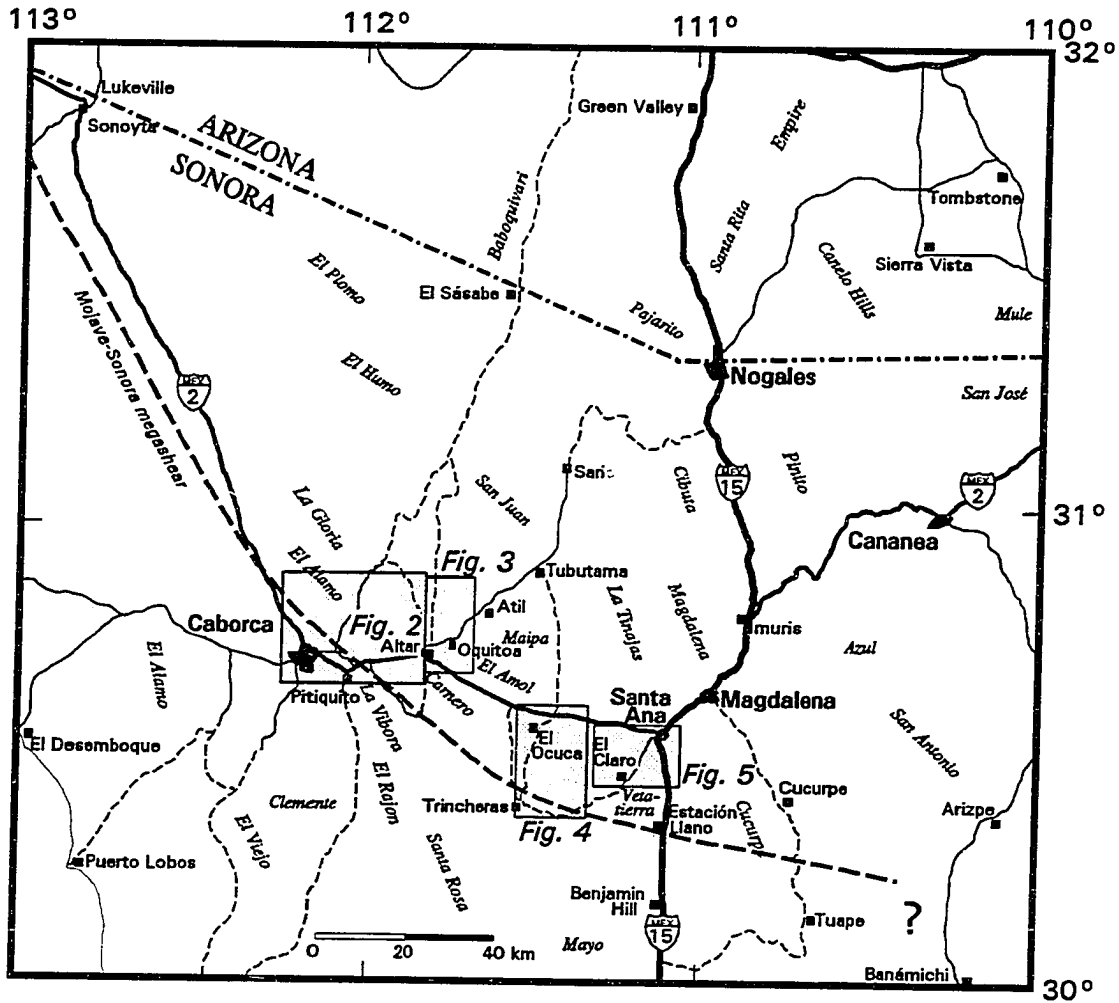 113°
112°
111°
110°
32°
Lukeville
Sonoyta
ARIZONA
SONORA
Green Valley
Empire
Tombstone
Baboquivari
Santa Rita
Sierra Vista
Canelo Hills
El Plomo
El Sásabe
Pajarito
Mule
Mojave-Sonora megashear
El Humo
MEX
2
Nogales
San José
Pinito
MEX
15
Cibuta
MEX
2
San Juan
La Gloria
31°
Cananea
El Alamo
Fig. 3
Tubutama
La Tinajas
Magdalena
Atil
Caborca
Fig. 2
Altar
Oquitoa
Maipa
Imuris
Azul
El Alamo
Pitiquito
La Vibora
Carnero
El Amol
Santa
Ana
Magdalena
San Antonio
El Desemboque
El
Ocuca
El
Claro
Fig. 5
El Rajon
Clemente
Trincheras
Veta-
tierra
Cucurpe
Fig. 4
Estación
Llano
Arizpe
El Viejo
Puerto Lobos
Santa Rosa
Benjamin
Hill
MEX
15
Tuape
?
Mayo
0
20
40 km
Banámichi
30°